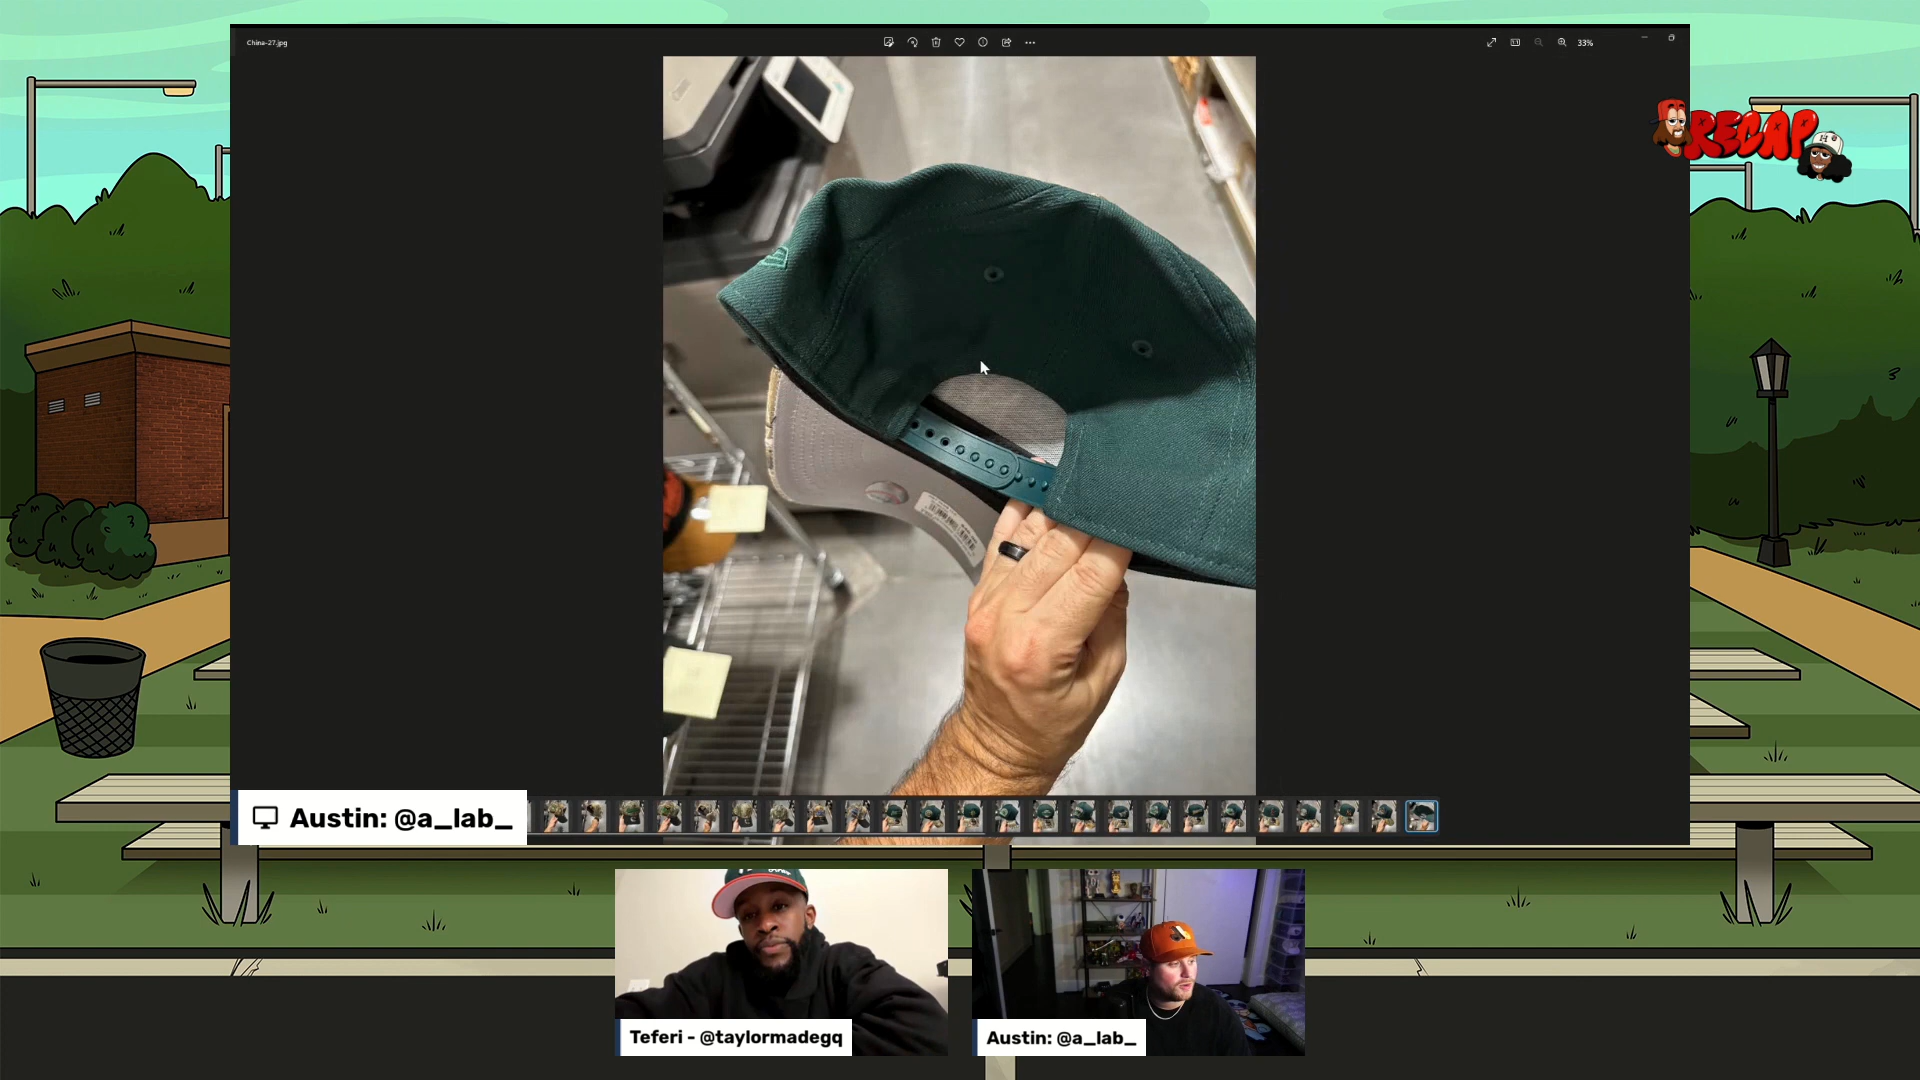 China-27.jpg
33%
RECAP
Austin: @a_lab_
Teferi - @taylormadegq
Austin: @a_lab_